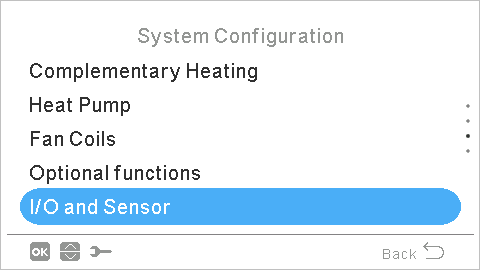 System Configuration
Complementary Heating
Heat Pump
Fan Coils
Optional functions
I/O and Sensor
OK
Back